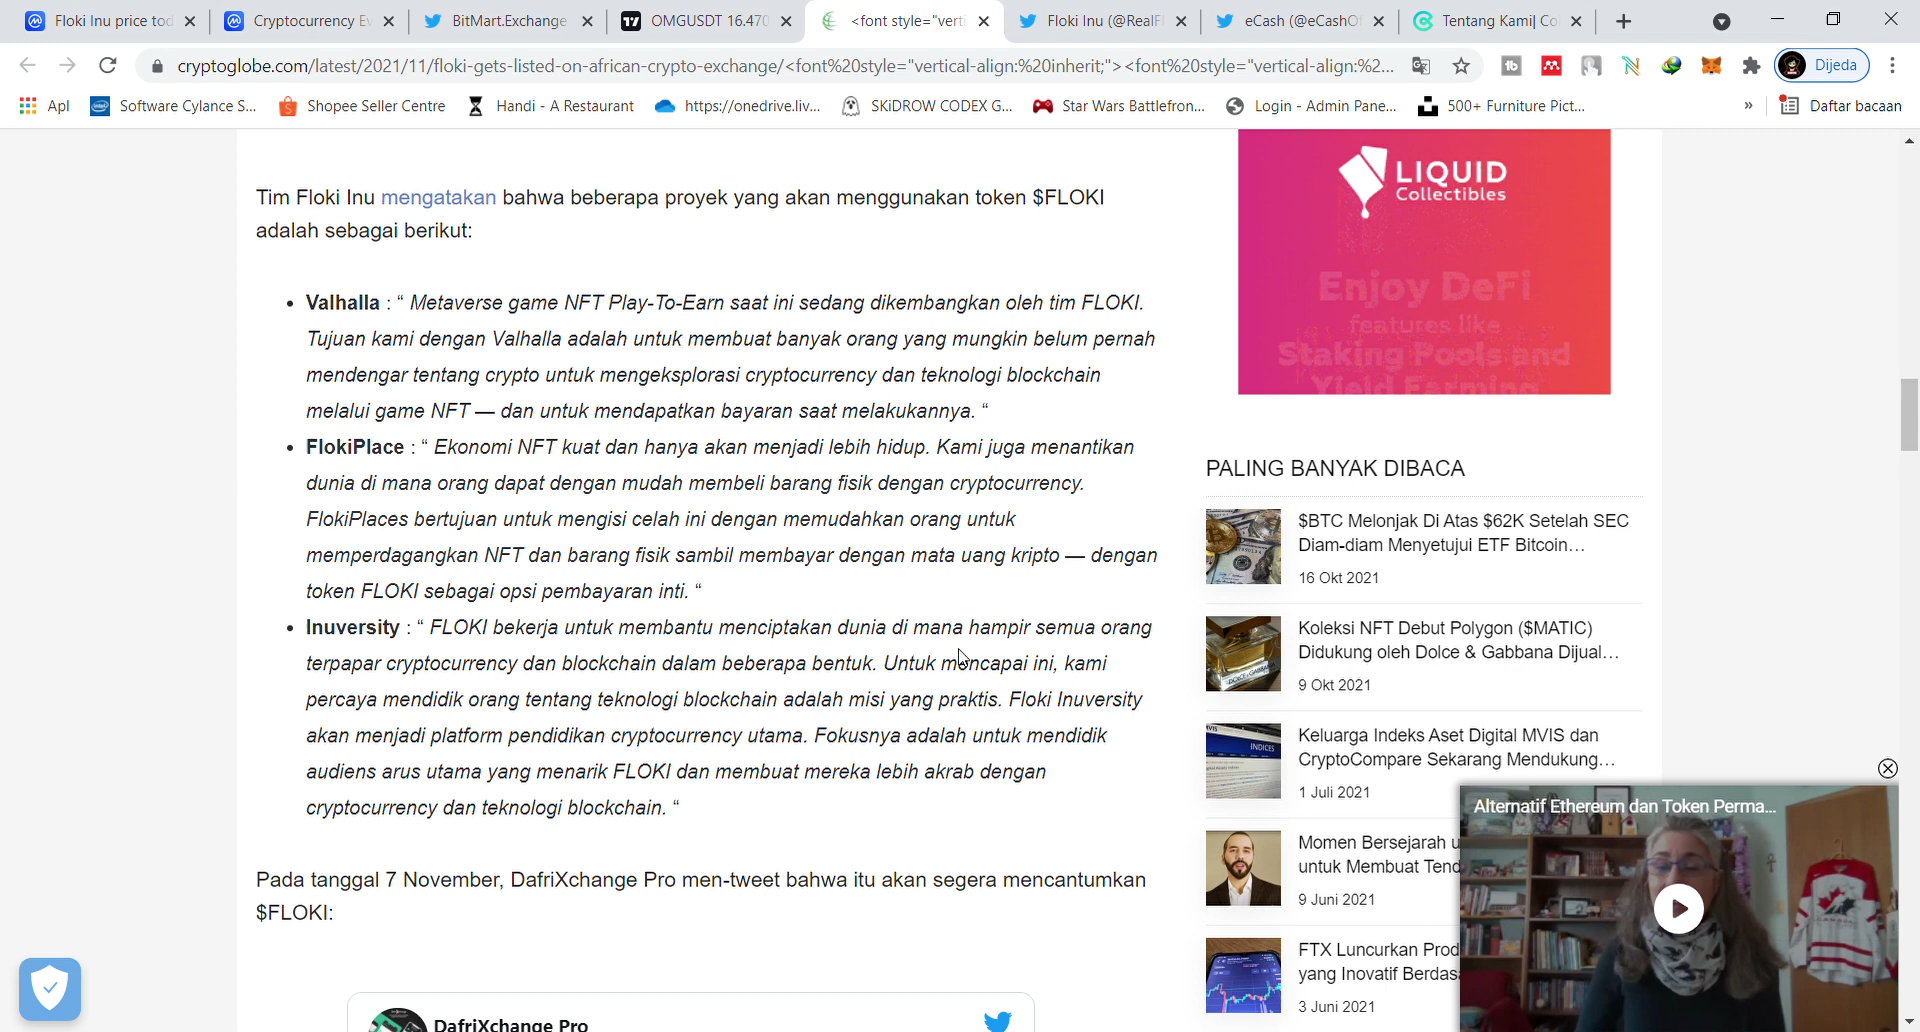 Floki Inu price tod
Cryptocurrency Ev
BitMart.Exchange
OMGUSDT 16.470
<font style="verti
Floki Inu (@RealFl
eCash (@eCashOf
Tentang Kami| Co
cryptoglobe.com/latest/2021/11/floki-gets-listed-on-african-crypto-exchange/<font%20style="vertical-align:%20inherit;"><font%20style="vertical-align:%2...
Dijeda
Apl
Software Cylance S...
Shopee Seller Centre
Handi - A Restaurant
https://onedrive.liv...
SKiDROW CODEX G...
Star Wars Battlefron...
Login - Admin Pane...
500+ Furniture Pict...
»
Daftar bacaan
Tim Floki Inu mengatakan bahwa beberapa proyek yang akan menggunakan token $FLOKI
adalah sebagai berikut:
• Valhalla : “ Metaverse game NFT Play-To-Earn saat ini sedang dikembangkan oleh tim FLOKI.
Tujuan kami dengan Valhalla adalah untuk membuat banyak orang yang mungkin belum pernah
mendengar tentang crypto untuk mengeksplorasi cryptocurrency dan teknologi blockchain
melalui game NFT — dan untuk mendapatkan bayaran saat melakukannya. “
• FlokiPlace : “ Ekonomi NFT kuat dan hanya akan menjadi lebih hidup. Kami juga menantikan
dunia di mana orang dapat dengan mudah membeli barang fisik dengan cryptocurrency.
FlokiPlaces bertujuan untuk mengisi celah ini dengan memudahkan orang untuk
memperdagangkan NFT dan barang fisik sambil membayar dengan mata uang kripto — dengan
token FLOKI sebagai opsi pembayaran inti. “
• Inuversity : “ FLOKI bekerja untuk membantu menciptakan dunia di mana hampir semua orang
terpapar cryptocurrency dan blockchain dalam beberapa bentuk. Untuk mencapai ini, kami
percaya mendidik orang tentang teknologi blockchain adalah misi yang praktis. Floki Inuversity
akan menjadi platform pendidikan cryptocurrency utama. Fokusnya adalah untuk mendidik
audiens arus utama yang menarik FLOKI dan membuat mereka lebih akrab dengan
cryptocurrency dan teknologi blockchain. “
Pada tanggal 7 November, DafriXchange Pro men-tweet bahwa itu akan segera mencantumkan
$FLOKI:
DafriXchange Pro
LIQUID
Collectibles
Enjoy DeFi
features like
Staking Pools and
Yield Farming
PALING BANYAK DIBACA
$BTC Melonjak Di Atas $62K Setelah SEC
Diam-diam Menyetujui ETF Bitcoin...
16 Okt 2021
Koleksi NFT Debut Polygon ($MATIC)
Didukung oleh Dolce & Gabbana Dijual...
9 Okt 2021
Keluarga Indeks Aset Digital MVIS dan
CryptoCompare Sekarang Mendukung...
1 Juli 2021
Momen Bersejarah u
untuk Membuat Tend
9 Juni 2021
FTX Luncurkan Prod
yang Inovatif Berdasa
3 Juni 2021
INDICES
Alternatif Ethereum dan Token Perma...
CANADA